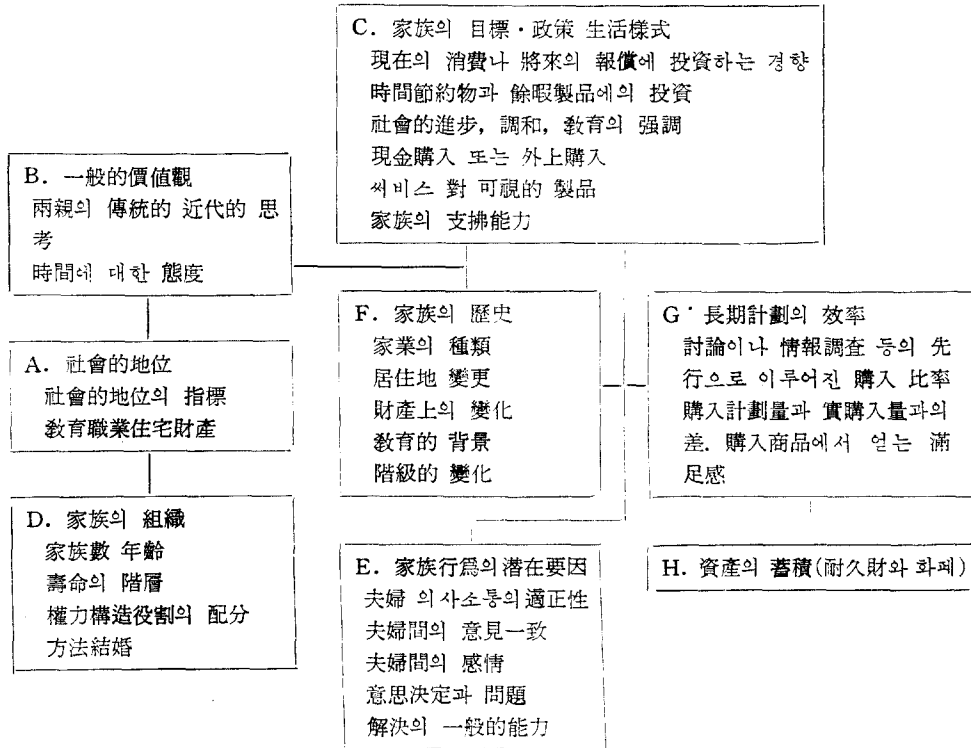 C. 家族의 目標·政策 生活樣式
現在의 消費나 將來의 報償에 投資하는 경향
時間節約物과 餘暇製品에의 投資
社會的進步, 調和, 敎育의 强調
現金購入 또는 外上購入
써비스 對 可視的 製品
家族의 支拂能力
B. 一般的價値觀
兩親의 傳統的 近代的 思
考
時間에 대한 態度
A. 社會的地位
社會的地位의 指標
敎育職業住宅財產
D. 家族의 組織
家族數 年齡
壽命의 階層
權力構造役割의 配分
方法結婚
F. 家族의 歷史
家業의 種類
居住地 變更
財產上의 變化
敎育的 背景
階級的 變化
G· 長期計劃의 效率
討論이나 情報調査 등의 先
行으로 이루어진 購入 比率
購入計劃量과 實購入量과의
差. 購入商品에서 얻는 滿
足感
E. 家族行爲의 潛在要因
夫婦 의사소통의 適正性
夫婦間의 意見一致
夫婦間의 感情
意思決定과 問題
解決의 一般的能力
H. 資產의 蓄積(耐久財와 화폐)